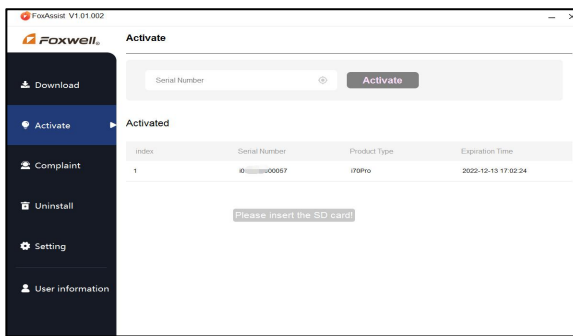 FoxAssist V1.01.002
FOXWELL®
Activate
Download
Serial Number
Activate
Activate
Activated
index
Serial Number
Product Type
Expiration Time
Complaint
1
00057
i70Pro
2022-12-13 17:02:24
Uninstall
Please insert the SD card!
Setting
User information